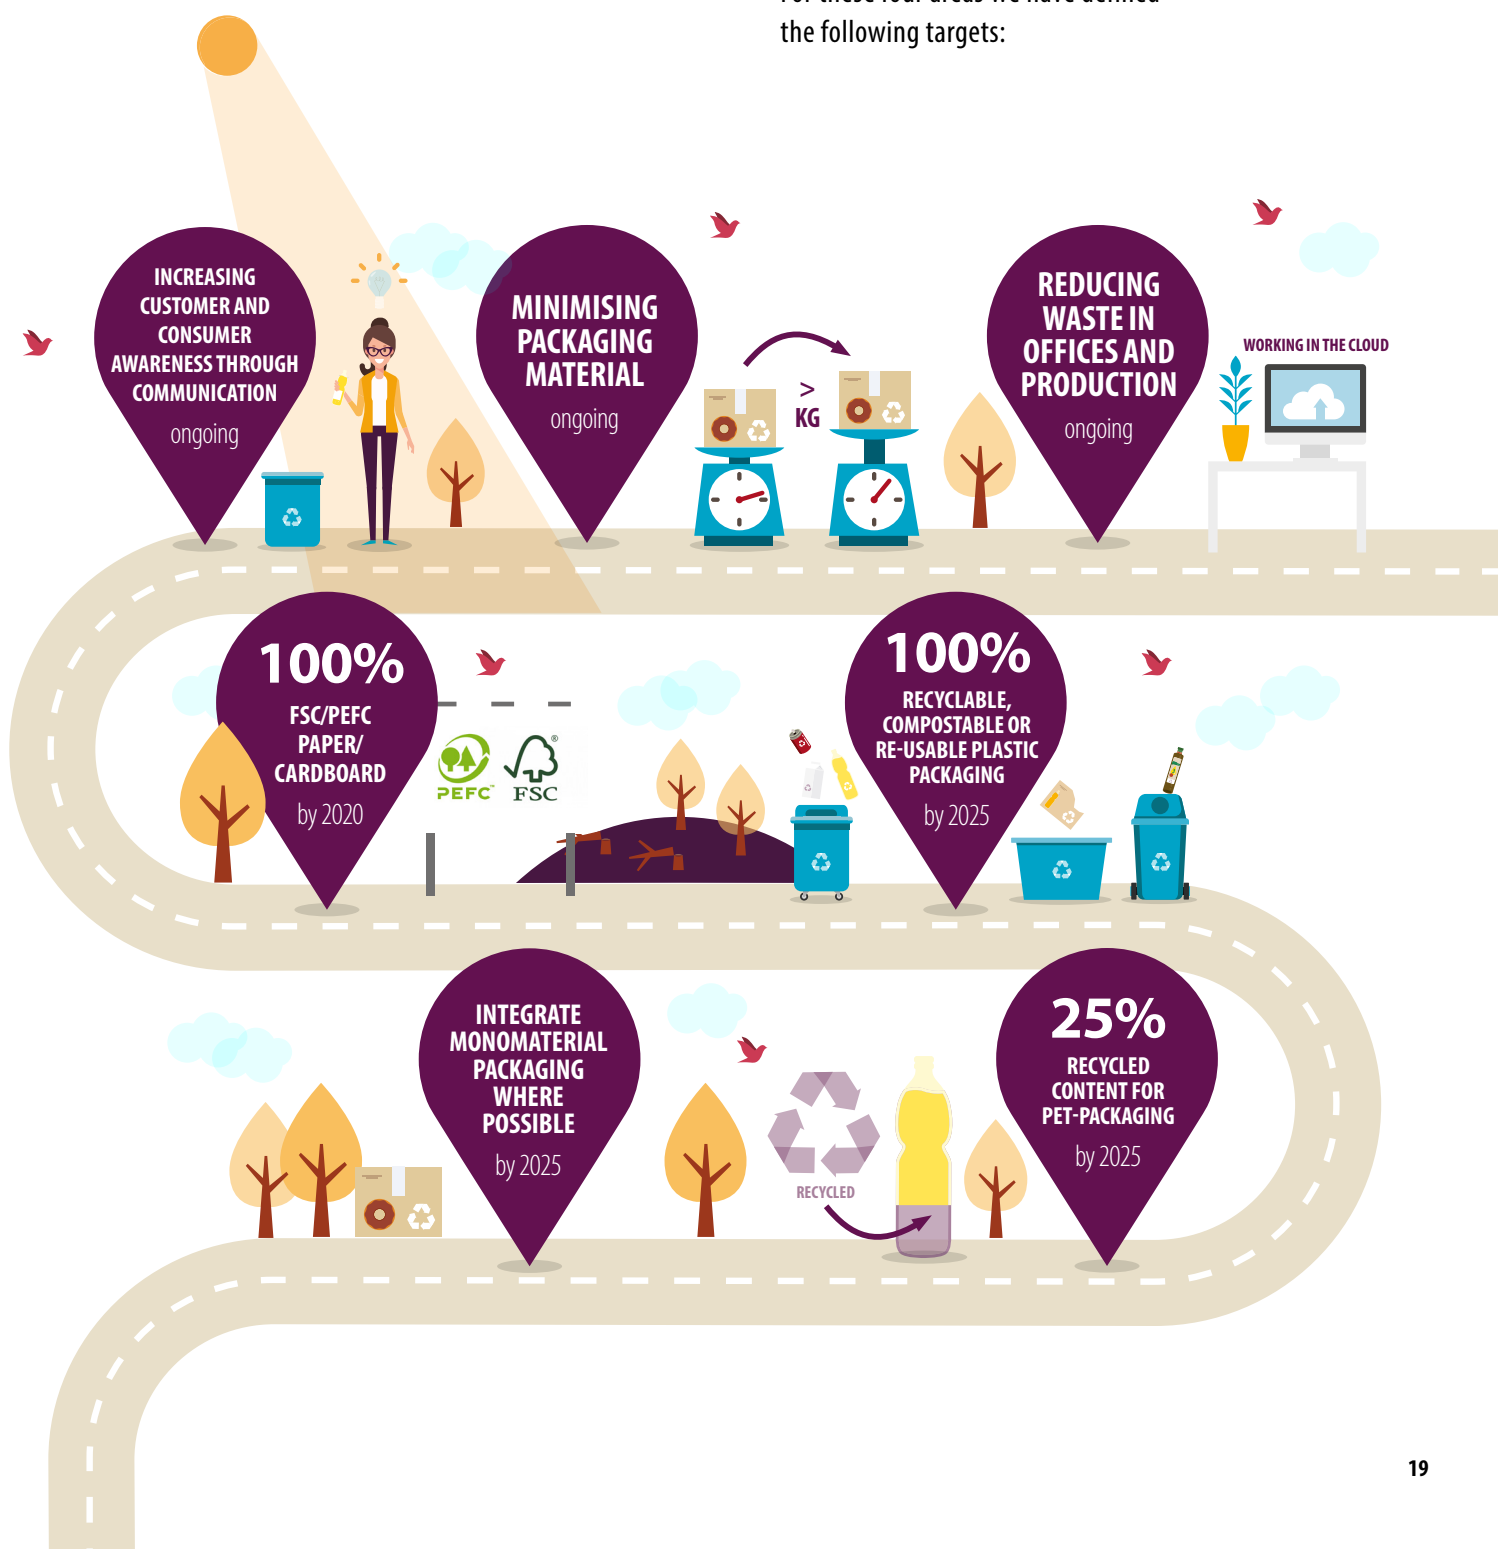 the following targets:
INCREASING
CUSTOMER AND
CONSUMER
AWARENESS THROUGH
COMMUNICATION
ongoing
MINIMISING
PACKAGING
MATERIAL
ongoing
>
KG
REDUCING
WASTE IN
OFFICES AND
PRODUCTION
ongoing
WORKING IN THE CLOUD
100%
FSC/PEFC
PAPER/
CARDBOARD
by 2020
PEFC™
FSC®
100%
RECYCLABLE,
COMPOSTABLE OR
RE-USABLE PLASTIC
PACKAGING
by 2025
INTEGRATE
MONOMATERIAL
PACKAGING
WHERE
POSSIBLE
by 2025
RECYCLED
25%
RECYCLED
CONTENT FOR
PET-PACKAGING
by 2025
19